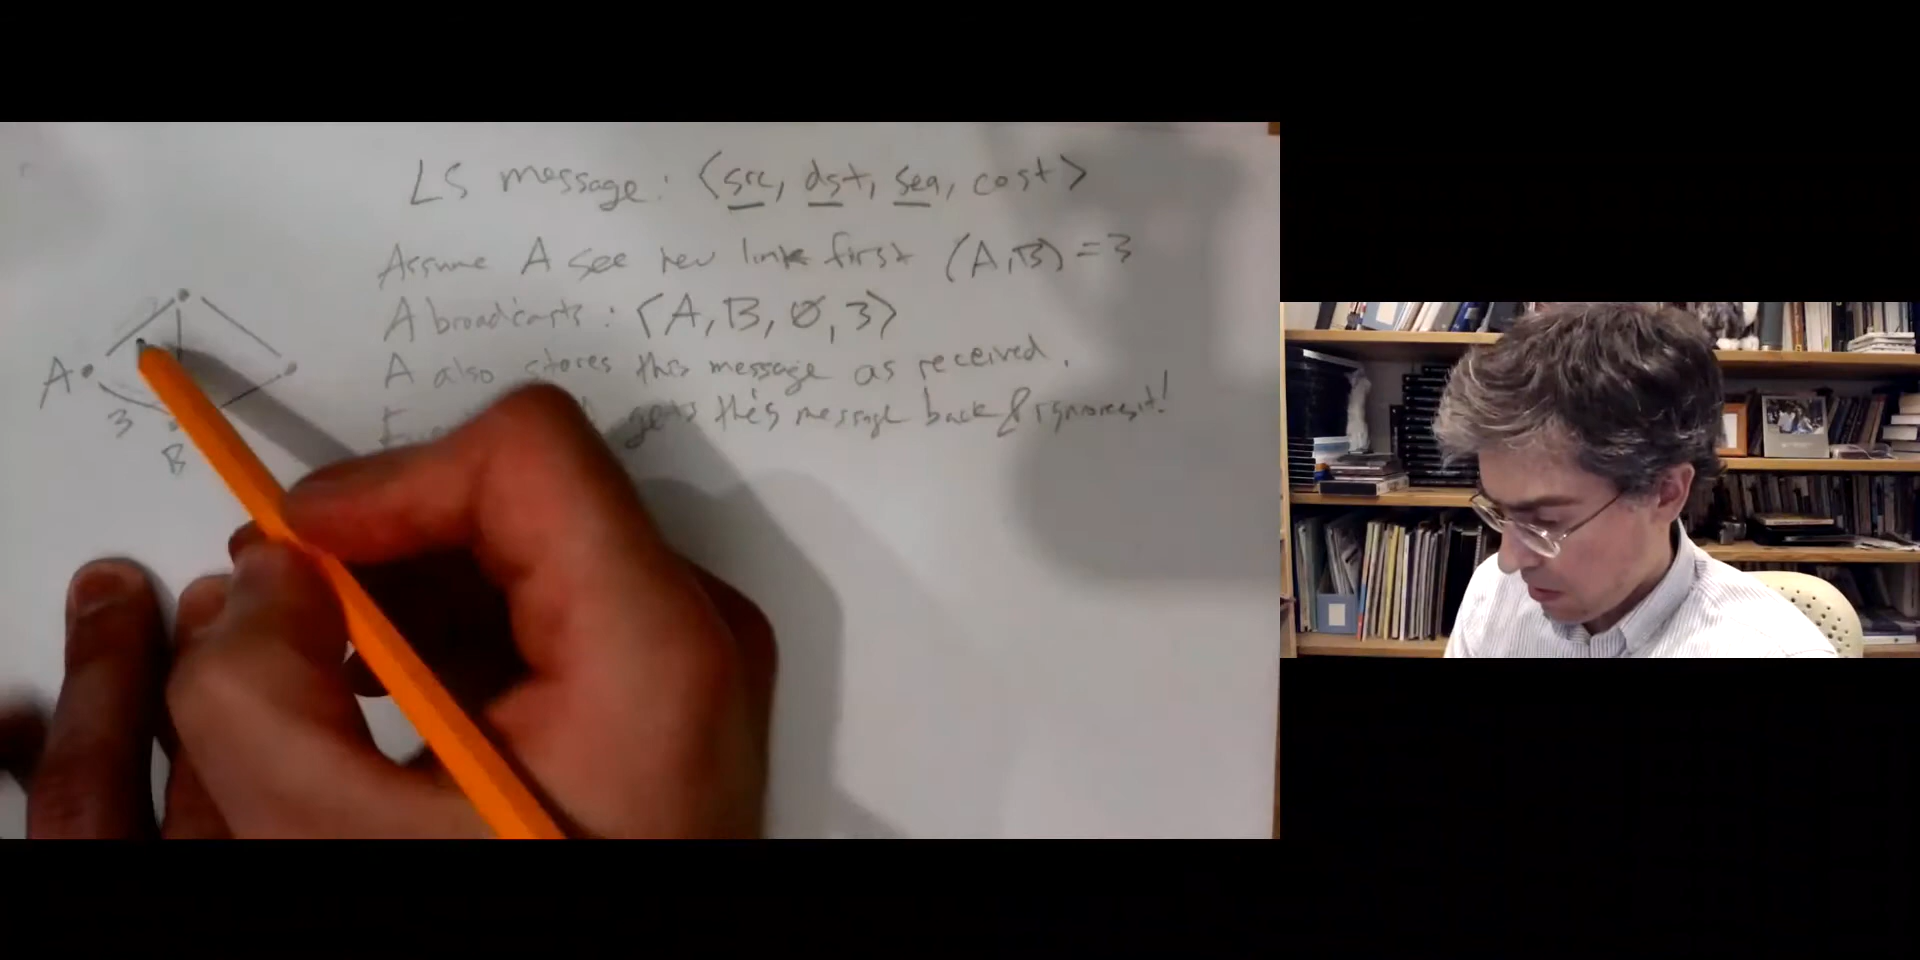 LS message: ⟨src, dst, seq, cost⟩
Assume A see new link first (A,B)=3
A broadcasts: ⟨A, B, 0, 3⟩
A also stores this message as received.
gets this message back & ignores it!
A
3
B